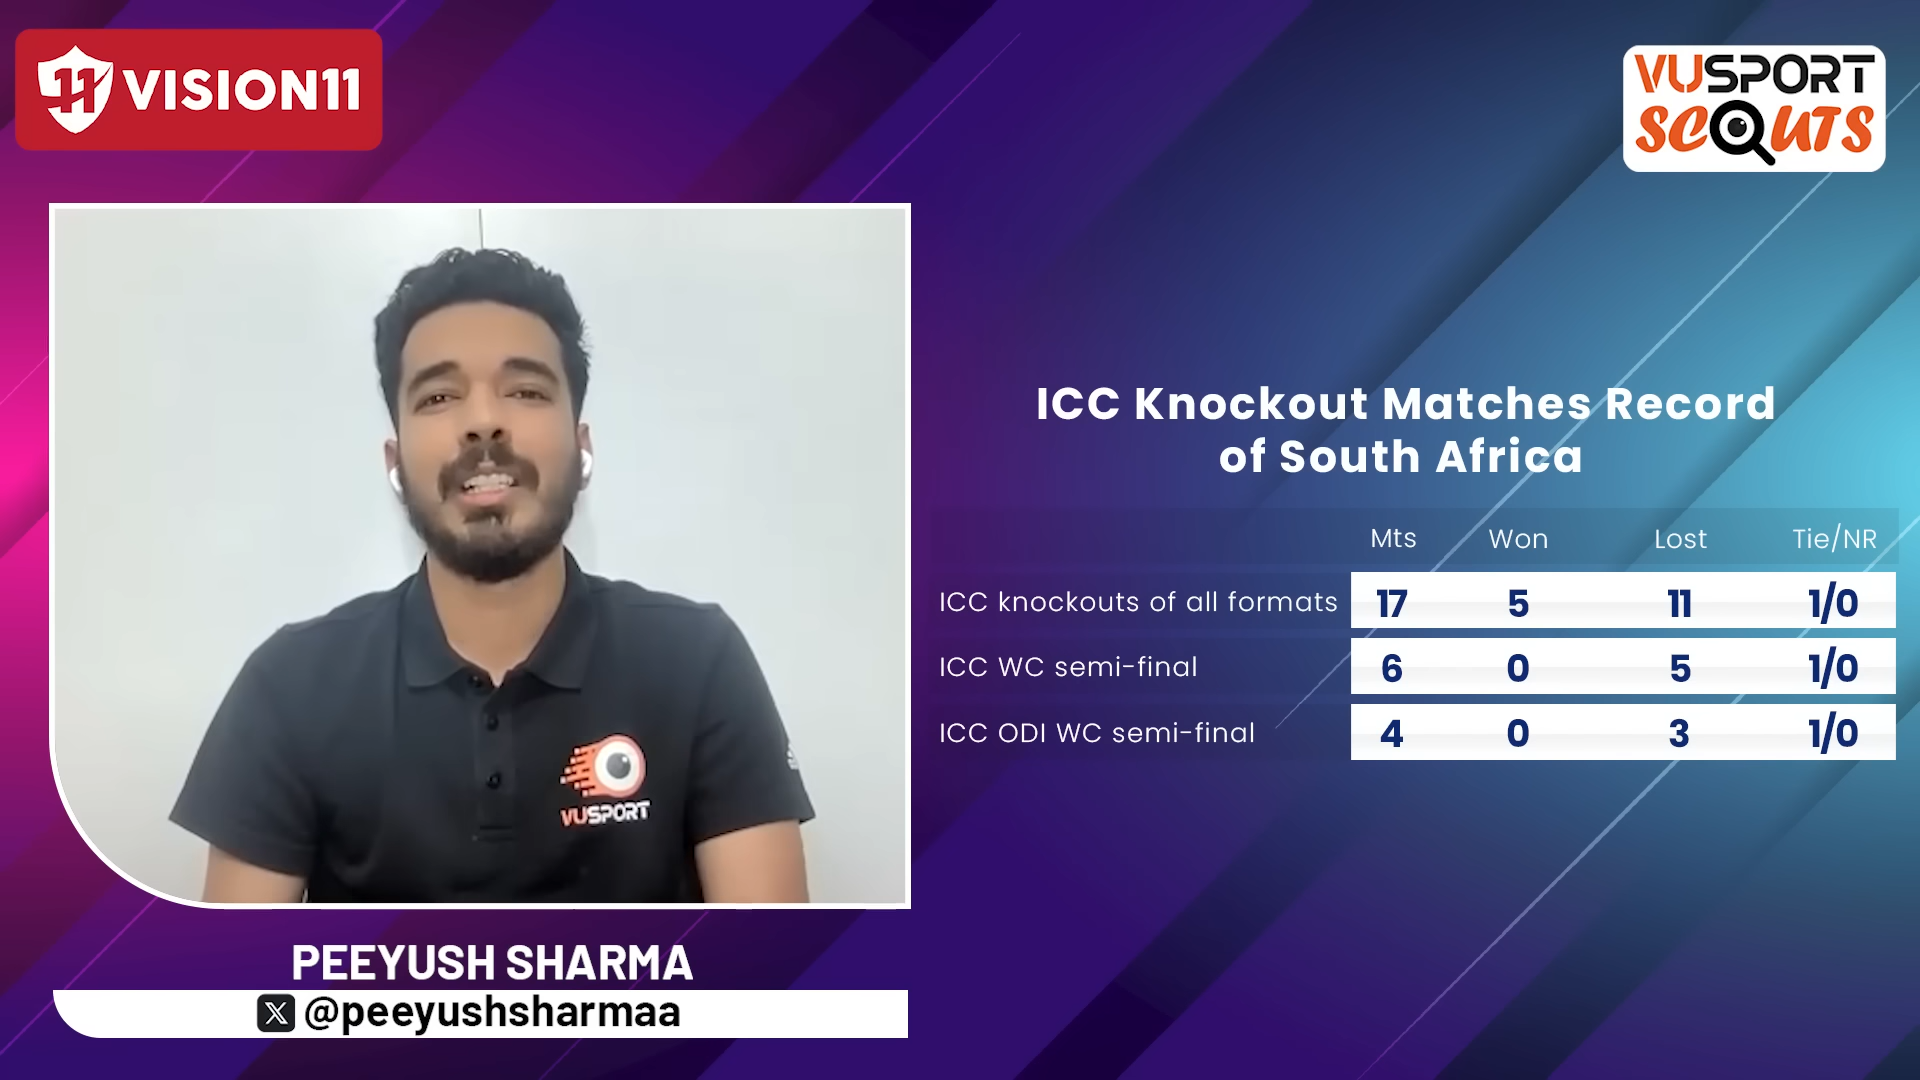 11 VISION11
VUSPORT
SCOUTS
VUSPORT
PEEYUSH SHARMA
X @peeyushsharmaa
ICC Knockout Matches Record
of South Africa
Mts Won Lost Tie/NR
ICC knockouts of all formats 17 5 11 1/0
ICC WC semi-final 6 0 5 1/0
ICC ODI WC semi-final 4 0 3 1/0